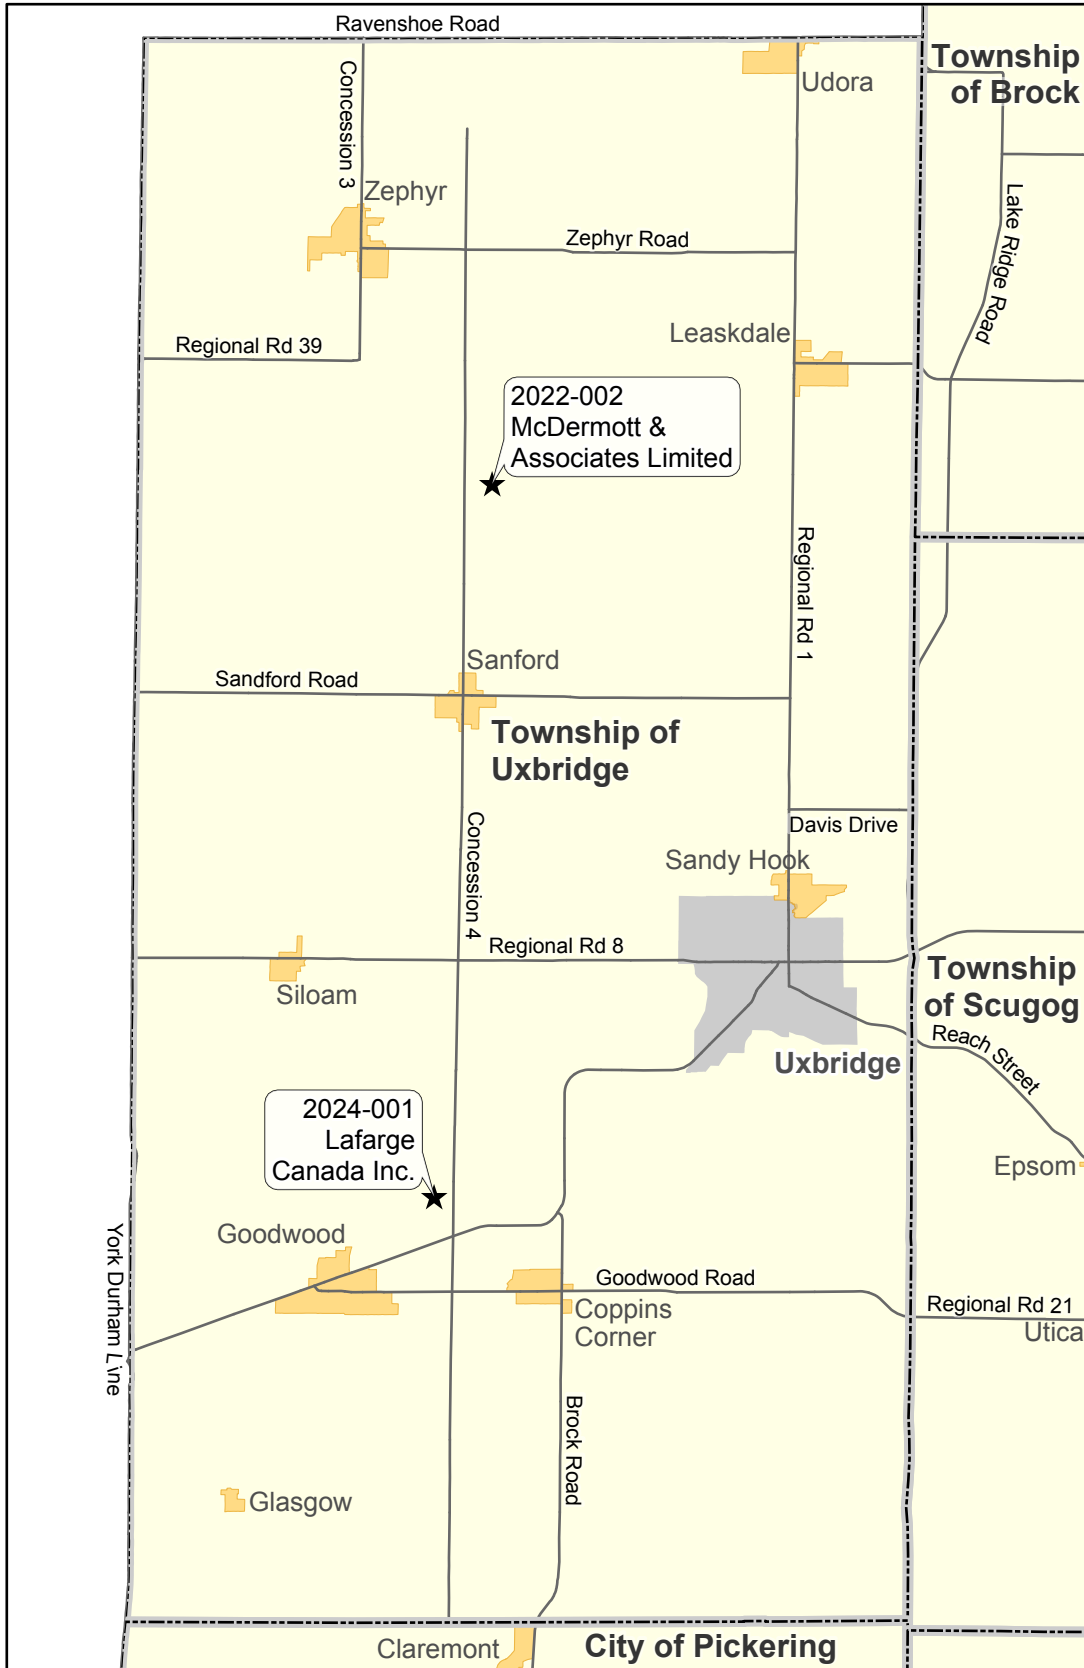 Ravenshoe Road
Township
of Brock
Udora
Concession 3
Zephyr
Lake Ridge Road
Zephyr Road
Leaskdale
Regional Rd 39
2022-002
McDermott &
Associates Limited
Regional Rd 1
Sanford
Sandford Road
Township of
Uxbridge
Concession 4
Davis Drive
Sandy Hook
Regional Rd 8
Siloam
Township
of Scugog
Reach Street
Uxbridge
2024-001
Lafarge
Canada Inc.
Epsom
York Durham Line
Goodwood
Goodwood Road
Coppins
Corner
Regional Rd 21
Utica
Brock Road
Glasgow
Claremont
City of Pickering